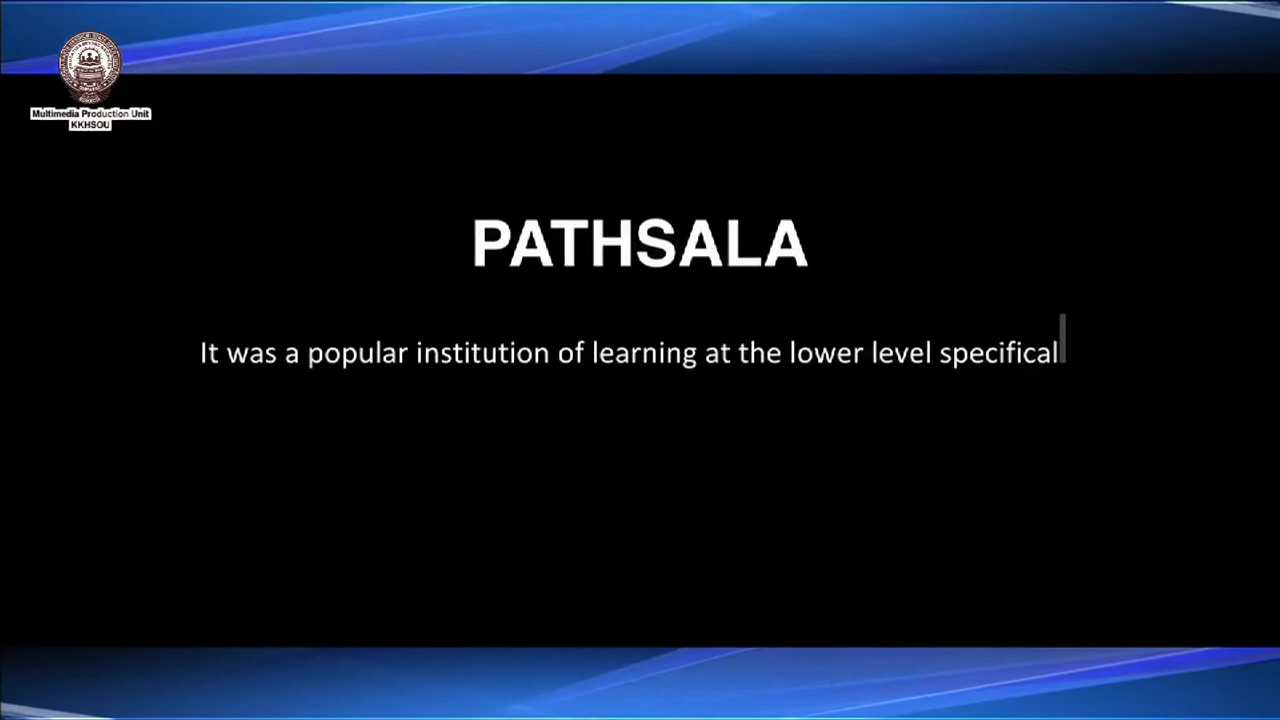 Multimedia Production Unit
KKHSOU
PATHSALA
It was a popular institution of learning at the lower level specifical